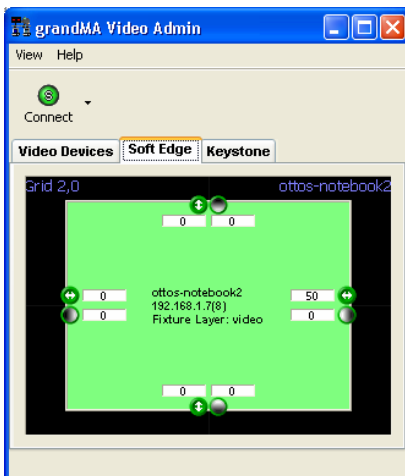 grandMA Video Admin
View Help
Connect
Video Devices Soft Edge Keystone
Grid 2,0 ottos-notebook2
0 0
0 ottos-notebook2 50
192.168.1.7(8)
0 Fixture Layer: video 0
0 0